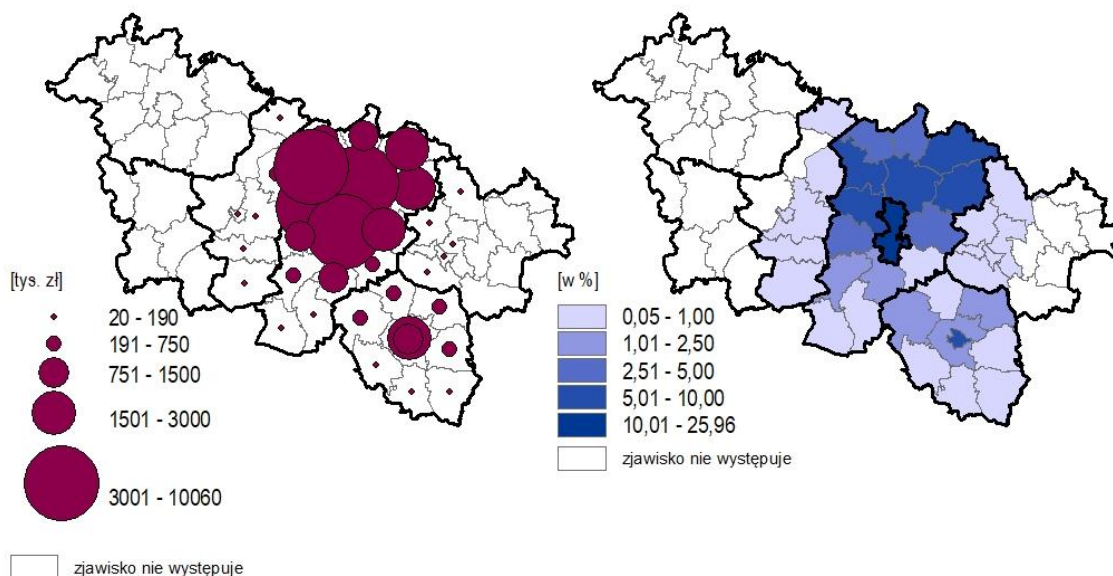 [tys. zł]
20 - 190
191 - 750
751 - 1500
1501 - 3000
3001 - 10060
zjawisko nie występuje
[w %]
0,05 - 1,00
1,01 - 2,50
2,51 - 5,00
5,01 - 10,00
10,01 - 25,96
zjawisko nie występuje